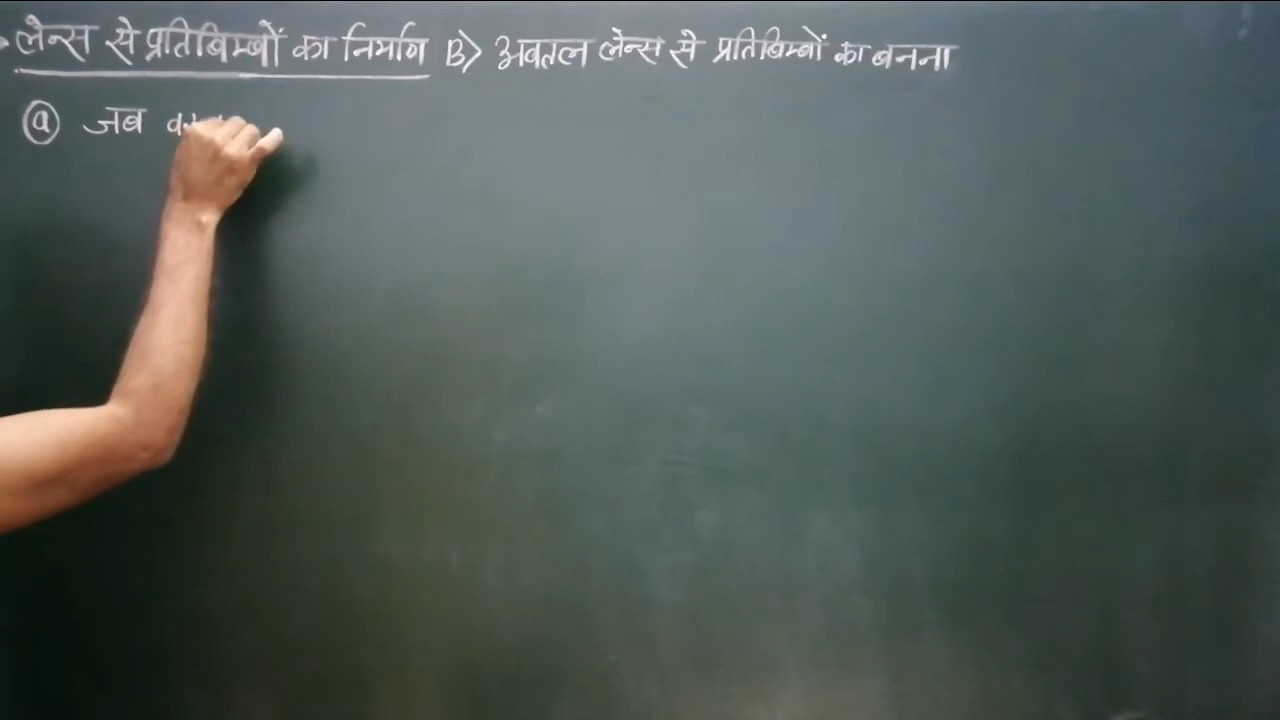 लेन्स से प्रतिबिम्बों का निर्माण B> अवतल लेन्स से प्रतिबिम्बों का बनना
ⓐ जब